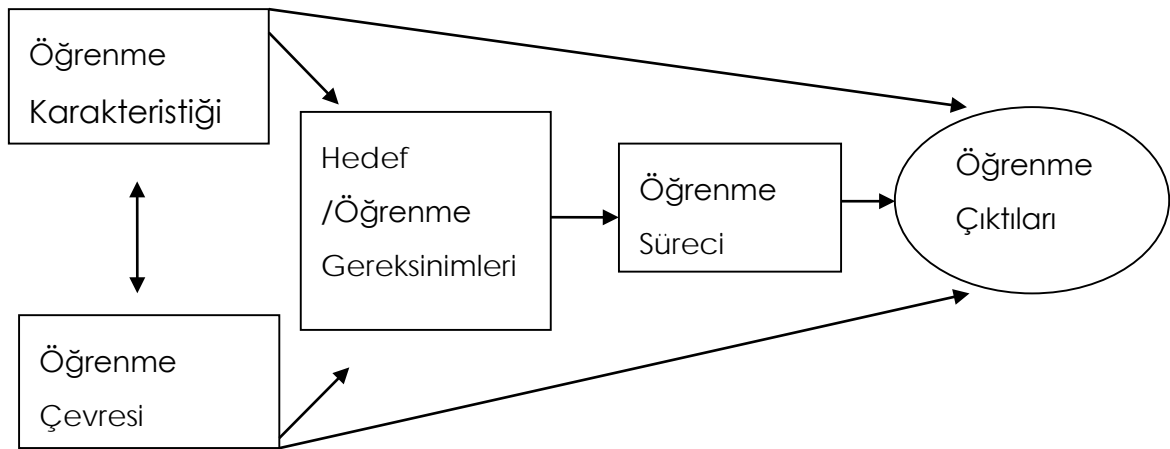 Öğrenme
Karakteristiği
Hedef
/Öğrenme
Gereksinimleri
Öğrenme
Süreci
Öğrenme
Çıktıları
Öğrenme
Çevresi